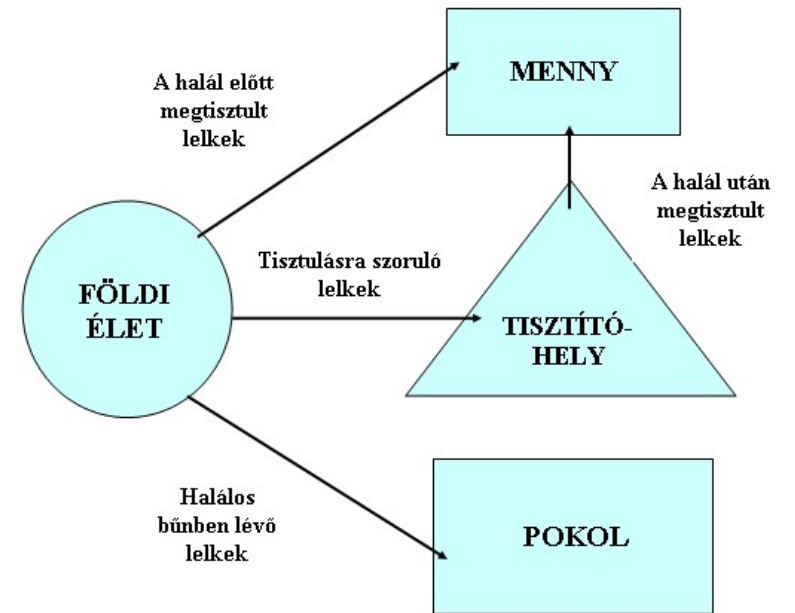 MENNY
A halál előtt
megtisztult
lelkek
A halál után
megtisztult
lelkek
Tisztulásra szoruló
lelkek
FÖLDI
ÉLET
TISZTÍTÓ-
HELY
Halálos
bűnben lévő
lelkek
POKOL